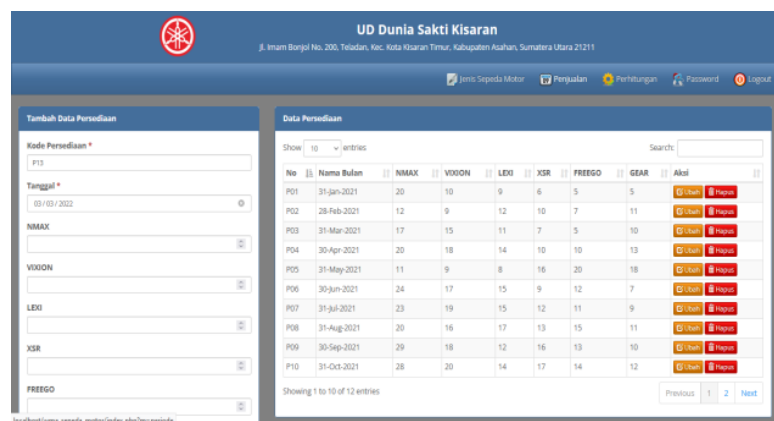 UD Dunia Sakti Kisaran
Jl. Imam Bonjol No. 200, Teladan, Kec. Kota Kisaran Timur, Kabupaten Asahan, Sumatera Utara 21211
Jenis Sepeda Motor Penjualan Perhitungan Password Logout
Tambah Data Persediaan
Kode Persediaan *
P13
Tanggal *
03/03/2022
NMAX
VIXION
LEXI
XSR
FREEGO
Data Persediaan
Show 10 entries Search:
No Nama Bulan NMAX VIXION LEXI XSR FREEGO GEAR Aksi
P01 31-Jan-2021 20 10 9 6 5 5 Ubah Hapus
P02 28-Feb-2021 12 9 12 10 7 11 Ubah Hapus
P03 31-Mar-2021 17 15 11 7 5 10 Ubah Hapus
P04 30-Apr-2021 20 18 14 10 10 13 Ubah Hapus
P05 31-May-2021 11 9 8 16 20 18 Ubah Hapus
P06 30-Jun-2021 24 17 15 9 12 7 Ubah Hapus
P07 31-Jul-2021 23 19 15 12 11 9 Ubah Hapus
P08 31-Aug-2021 20 16 17 13 15 11 Ubah Hapus
P09 30-Sep-2021 29 18 12 16 13 10 Ubah Hapus
P10 31-Oct-2021 28 20 14 17 14 12 Ubah Hapus
Showing 1 to 10 of 12 entries
Previous 1 2 Next